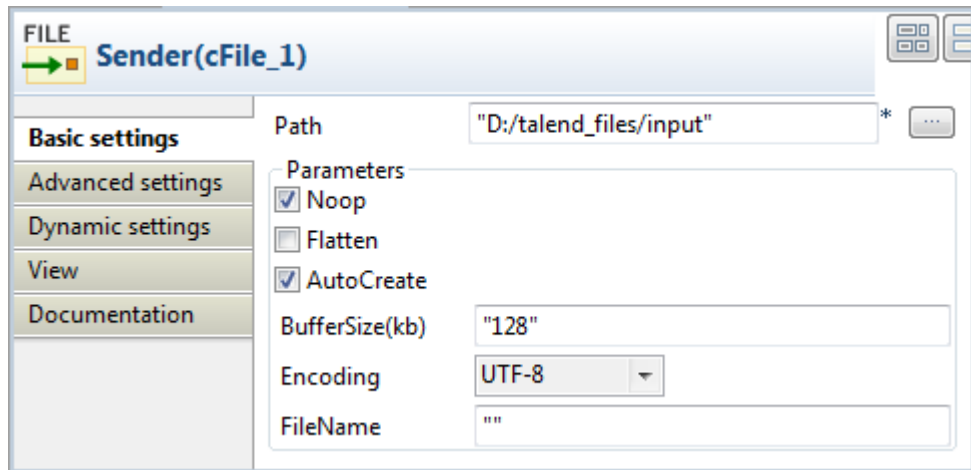 FILE
Sender(cFile_1)
Basic settings
Advanced settings
Dynamic settings
View
Documentation
Path "D:/talend_files/input" * ...
Parameters
Noop
Flatten
AutoCreate
BufferSize(kb) "128"
Encoding UTF-8
FileName ""